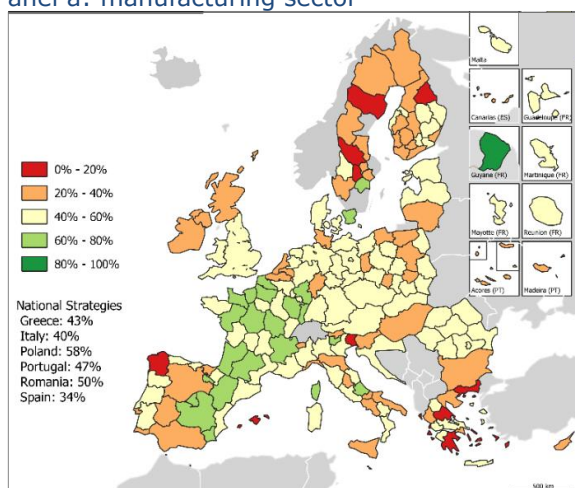 anel a: manufacturing sector
Malta
Canarias (ES)
Guadeloupe (FR)
Guyane (FR)
Martinique (FR)
Mayotte (FR)
Reunion (FR)
Acores (PT)
Madeira (PT)
0% - 20%
20% - 40%
40% - 60%
60% - 80%
80% - 100%
National Strategies
Greece: 43%
Italy: 40%
Poland: 58%
Portugal: 47%
Romania: 50%
Spain: 34%
500 km